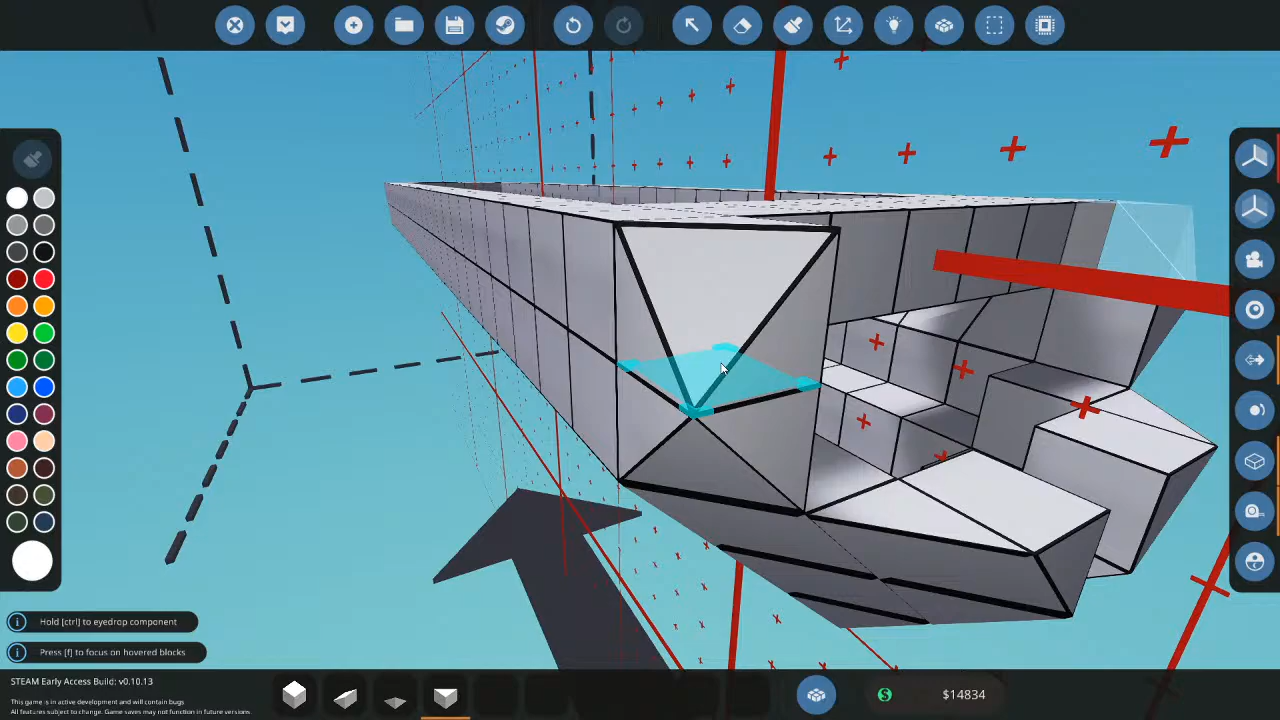 Hold [ctrl] to eyedrop component
Press [f] to focus on hovered blocks
STEAM Early Access Build: v0.10.13
This game is in active development and will contain bugs
All features subject to change. Game saves may not function in future versions
$14834